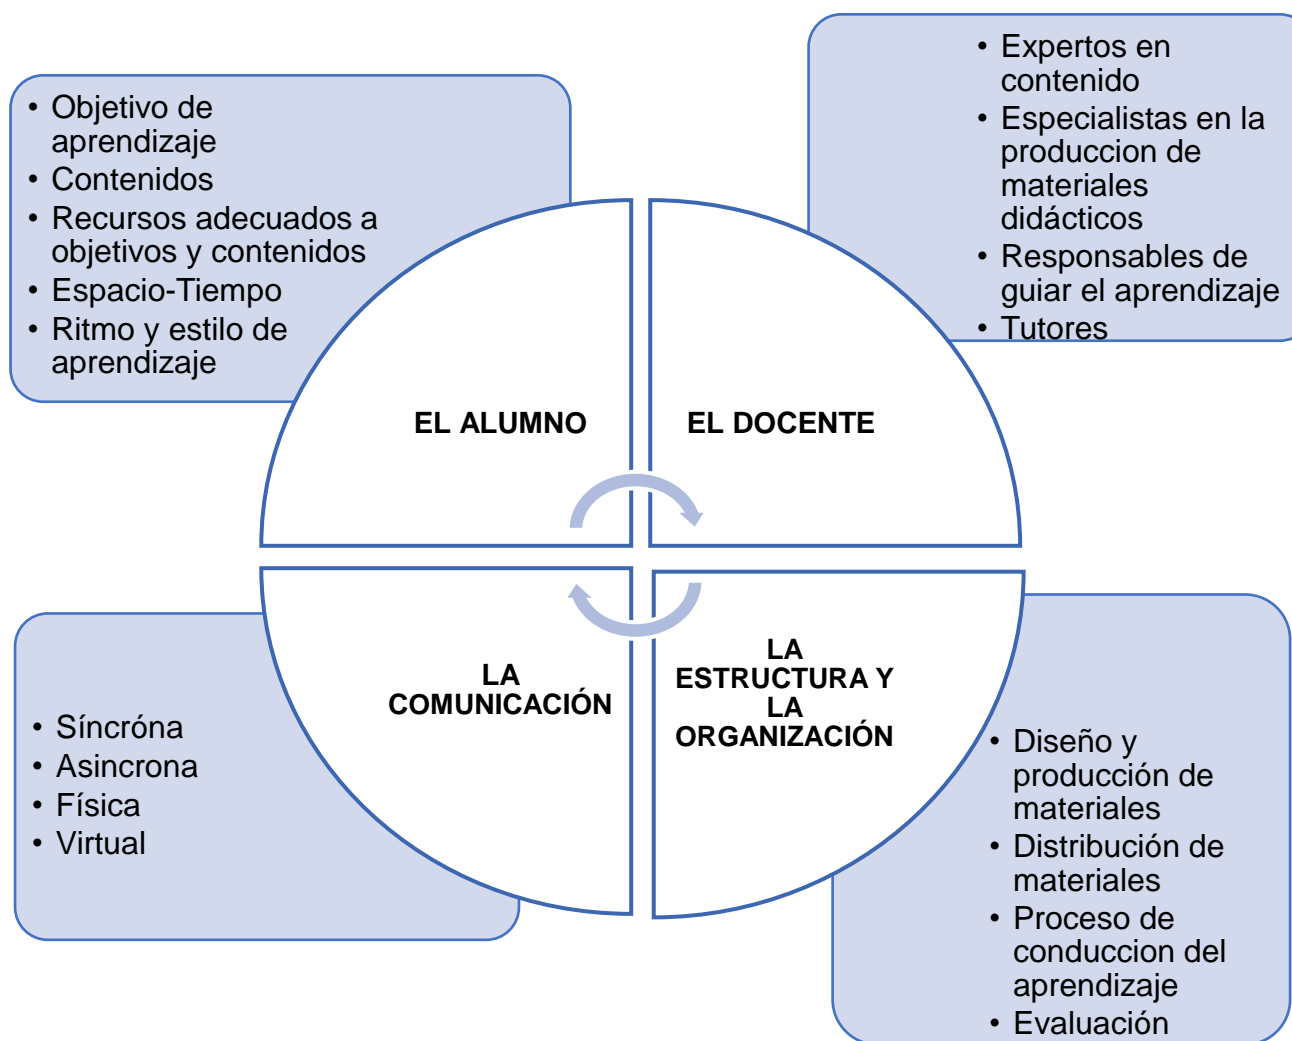 • Objetivo de
aprendizaje
• Contenidos
• Recursos adecuados a
objetivos y contenidos
• Espacio-Tiempo
• Ritmo y estilo de
aprendizaje
• Expertos en
contenido
• Especialistas en la
produccion de
materiales
didácticos
• Responsables de
guiar el aprendizaje
• Tutores
EL ALUMNO
EL DOCENTE
LA
COMUNICACIÓN
LA
ESTRUCTURA Y
LA
ORGANIZACIÓN
• Síncróna
• Asincrona
• Física
• Virtual
• Diseño y
producción de
materiales
• Distribución de
materiales
• Proceso de
conduccion del
aprendizaje
• Evaluación